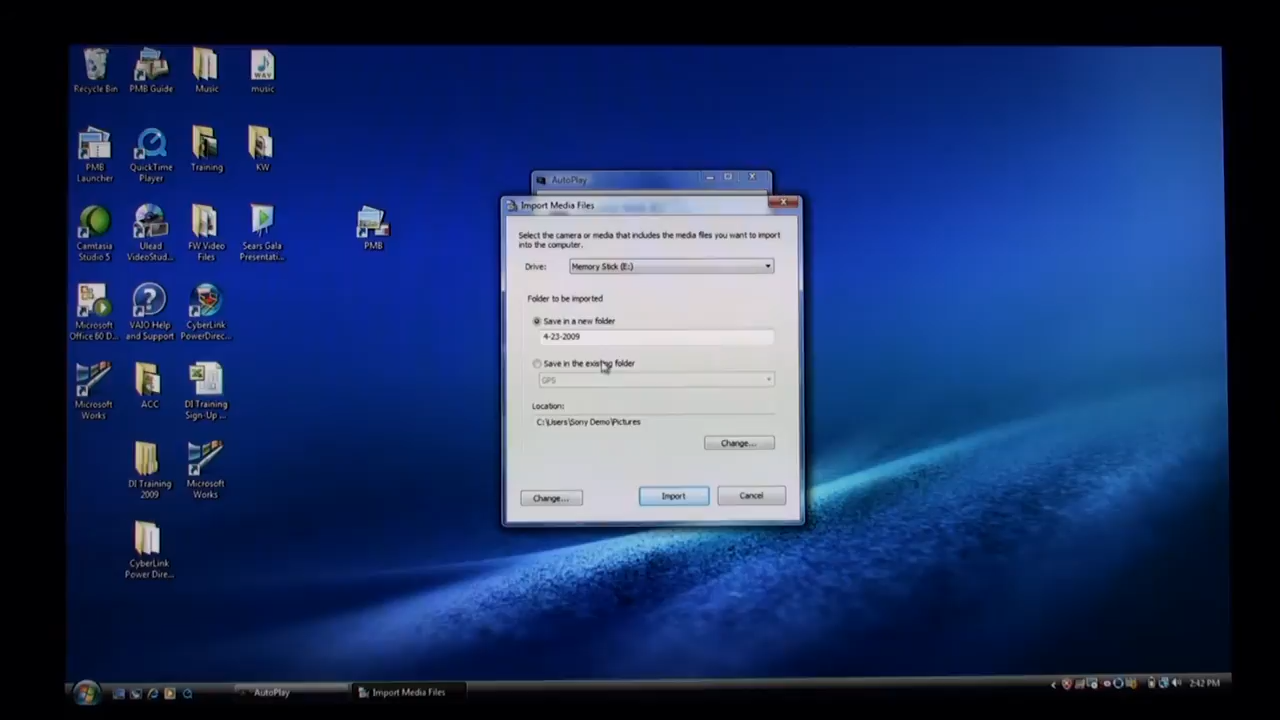 Recycle Bin
PMB Guide
Music
WAV
music
PMB
Launcher
QuickTime
Player
Training
KW
Camtasia
Studio 5
Ulead
VideoStud...
FW Video
Files
Sears Gala
Presentati...
PMB
Microsoft
Office 60 D...
VAIO Help
and Support
CyberLink
PowerDirec...
Microsoft
Works
ACC
DI Training
Sign-Up ...
DI Training
2009
Microsoft
Works
CyberLink
Power Dire...
AutoPlay
Import Media Files
Select the camera or media that includes the media files you want to import
into the computer.
Drive: Memory Stick (E:)
Folder to be imported
Save in a new folder
4-23-2009
Save in the existing folder
GPS
Location:
C:\Users\Sony Demo\Pictures
Change...
Change... Import Cancel
AutoPlay Import Media Files 2:42 PM